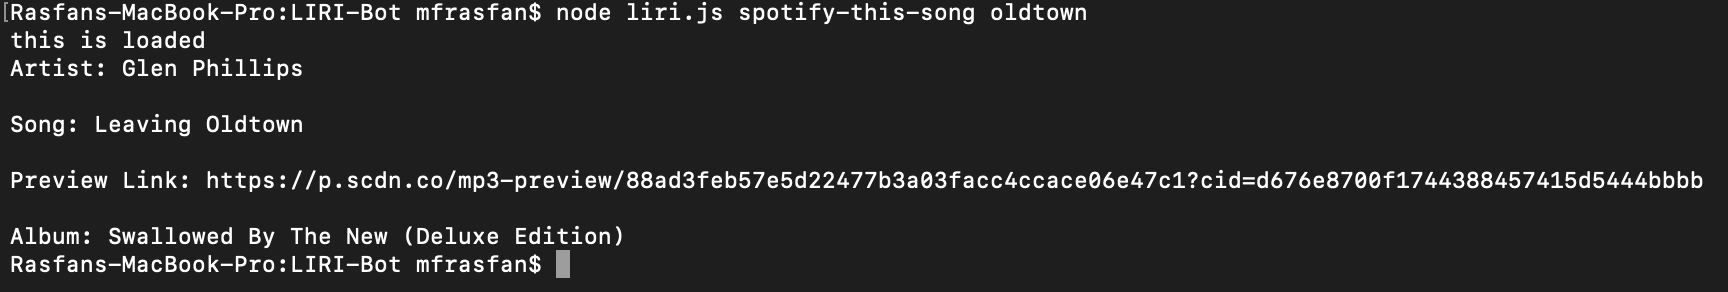 [Rasfans-MacBook-Pro:LIRI-Bot mfrasfan$ node liri.js spotify-this-song oldtown
this is loaded
Artist: Glen Phillips
Song: Leaving Oldtown
Preview Link: https://p.scdn.co/mp3-preview/88ad3feb57e5d22477b3a03facc4ccace06e47c1?cid=d676e8700f1744388457415d5444bbbb
Album: Swallowed By The New (Deluxe Edition)
Rasfans-MacBook-Pro:LIRI-Bot mfrasfan$